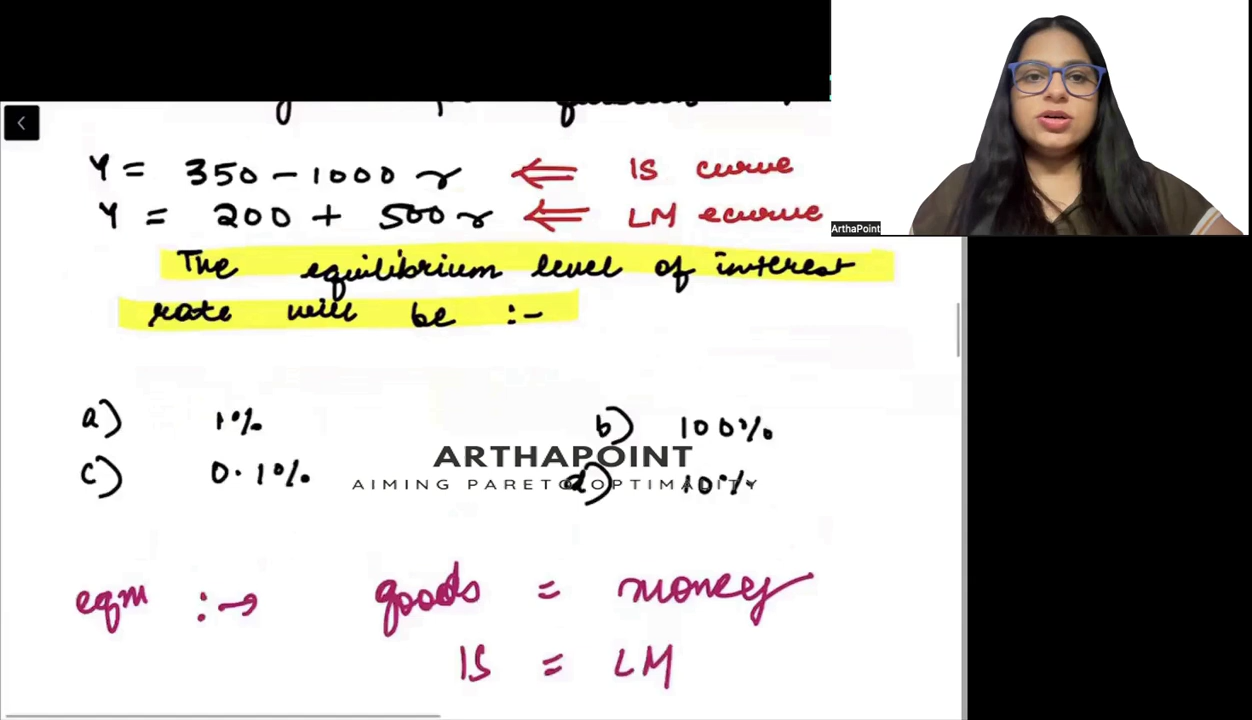 Y = 350 - 1000 r ⇐ IS curve
Y = 200 + 500 r ⇐ LM ecurve
The equilibrium level of interest
rate will be :-
a) 1% b) 100%
c) 0.1% d) 10%
ARTHAPOINT
AIMING PARETO OPTIMALITY
eqm :→ goods = money
IS = LM
ArthaPoint